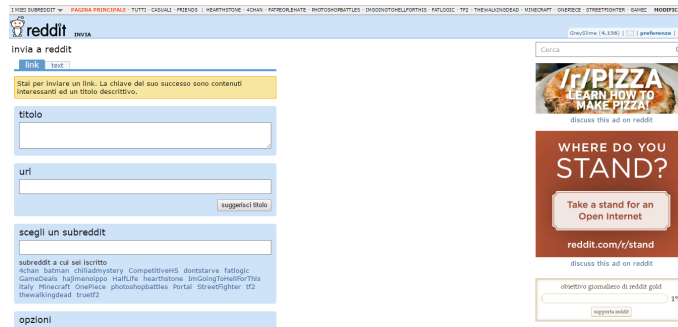 I MIEI SUBREDDIT PAGINA PRINCIPALE - TUTTI - CASUALI - FRIENDS | HEARTHSTONE - 4CHAN - FATPEOPLEHATE - PHOTOSHOPBATTLES - IMGOINGTOHELLFORTHIS - FATLOGIC - TF2 - THEWALKINGDEAD - MINECRAFT - ONEPIECE - STREETFIGHTER - GAMEC MODIFIC
reddit INVIA
GreySlime (4.156) | | preferenze |
invia a reddit
link text
Cerca
Stai per inviare un link. La chiave del suo successo sono contenuti
interessanti ed un titolo descrittivo.
titolo
url
suggerisci titolo
scegli un subreddit
subreddit a cui sei iscritto
4chan batman chiliadmystery CompetitiveHS dontstarve fatlogic
GameDeals hajimenoippo HalfLife hearthstone ImGoingToHellForThis
italy Minecraft OnePiece photoshopbattles Portal StreetFighter tf2
thewalkingdead truetf2
opzioni
/r/PIZZA
LEARN HOW TO
MAKE PIZZA!
discuss this ad on reddit
WHERE DO YOU
STAND?
Take a stand for an
Open Internet
reddit.com/r/stand
discuss this ad on reddit
obiettivo giornaliero di reddit gold
supporta reddit